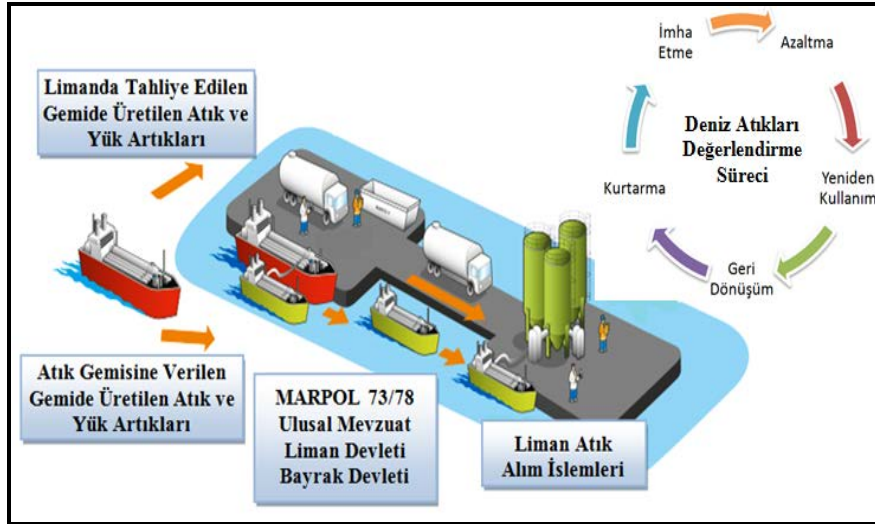 Limanda Tahliye Edilen
Gemide Üretilen Atık ve
Yük Artıkları
İmha
Etme
Azaltma
Deniz Atıkları
Değerlendirme
Süreci
Kurtarma
Yeniden
Kullanım
Geri
Dönüşüm
Atık Gemisine Verilen
Gemide Üretilen Atık ve
Yük Artıkları
MARPOL 73/78
Ulusal Mevzuat
Liman Devleti
Bayrak Devleti
Liman Atık
Alım İslemleri